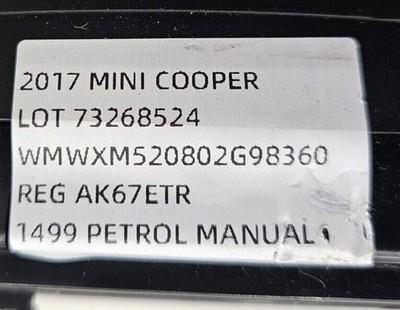 2017 MINI COOPER
LOT 73268524
WMWXM520802G98360
REG AK67ETR
1499 PETROL MANUAL